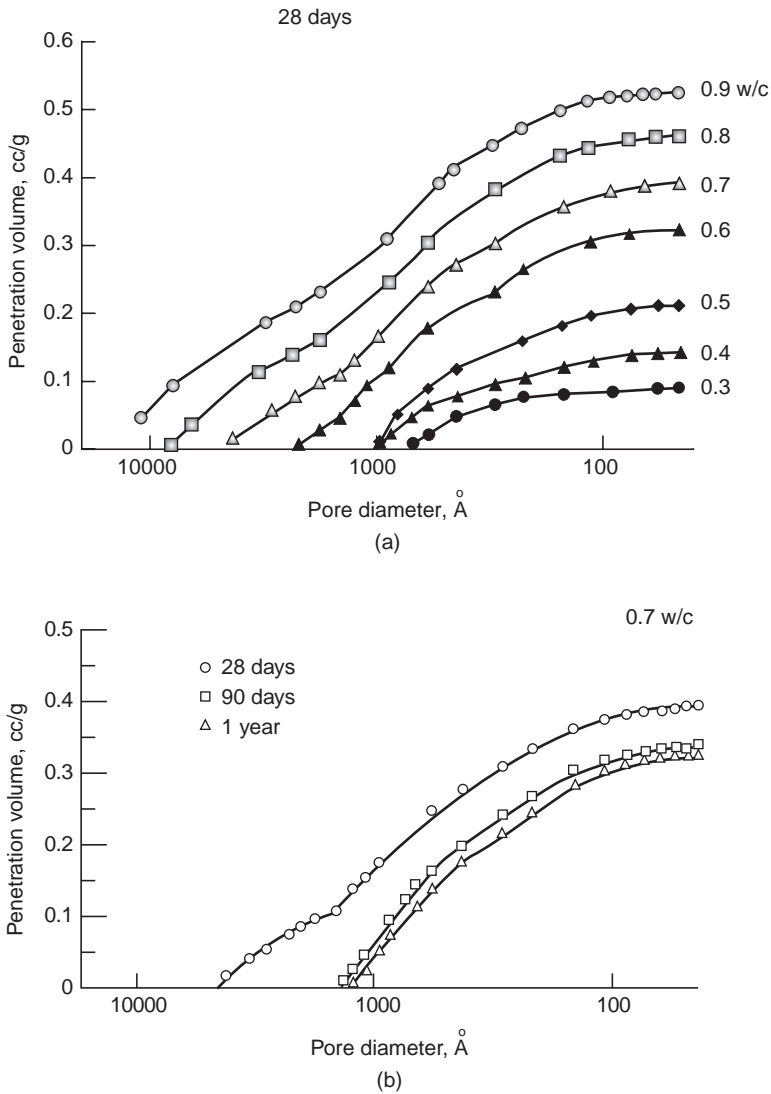 28 days
0.6
0.5
0.4
0.3
0.2
0.1
0
Penetration volume, cc/g
0.9 w/c
0.8
0.7
0.6
0.5
0.4
0.3
10000
1000
100
Pore diameter, Å
(a)
0.7 w/c
0.5
0.4
0.3
0.2
0.1
0
Penetration volume, cc/g
28 days
90 days
1 year
10000
1000
100
Pore diameter, Å
(b)